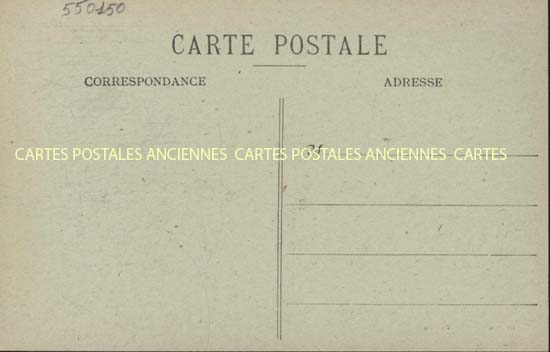 550150
CARTE POSTALE
CORRESPONDANCE
ADRESSE
CARTES POSTALES ANCIENNES CARTES POSTALES ANCIENNES CARTES